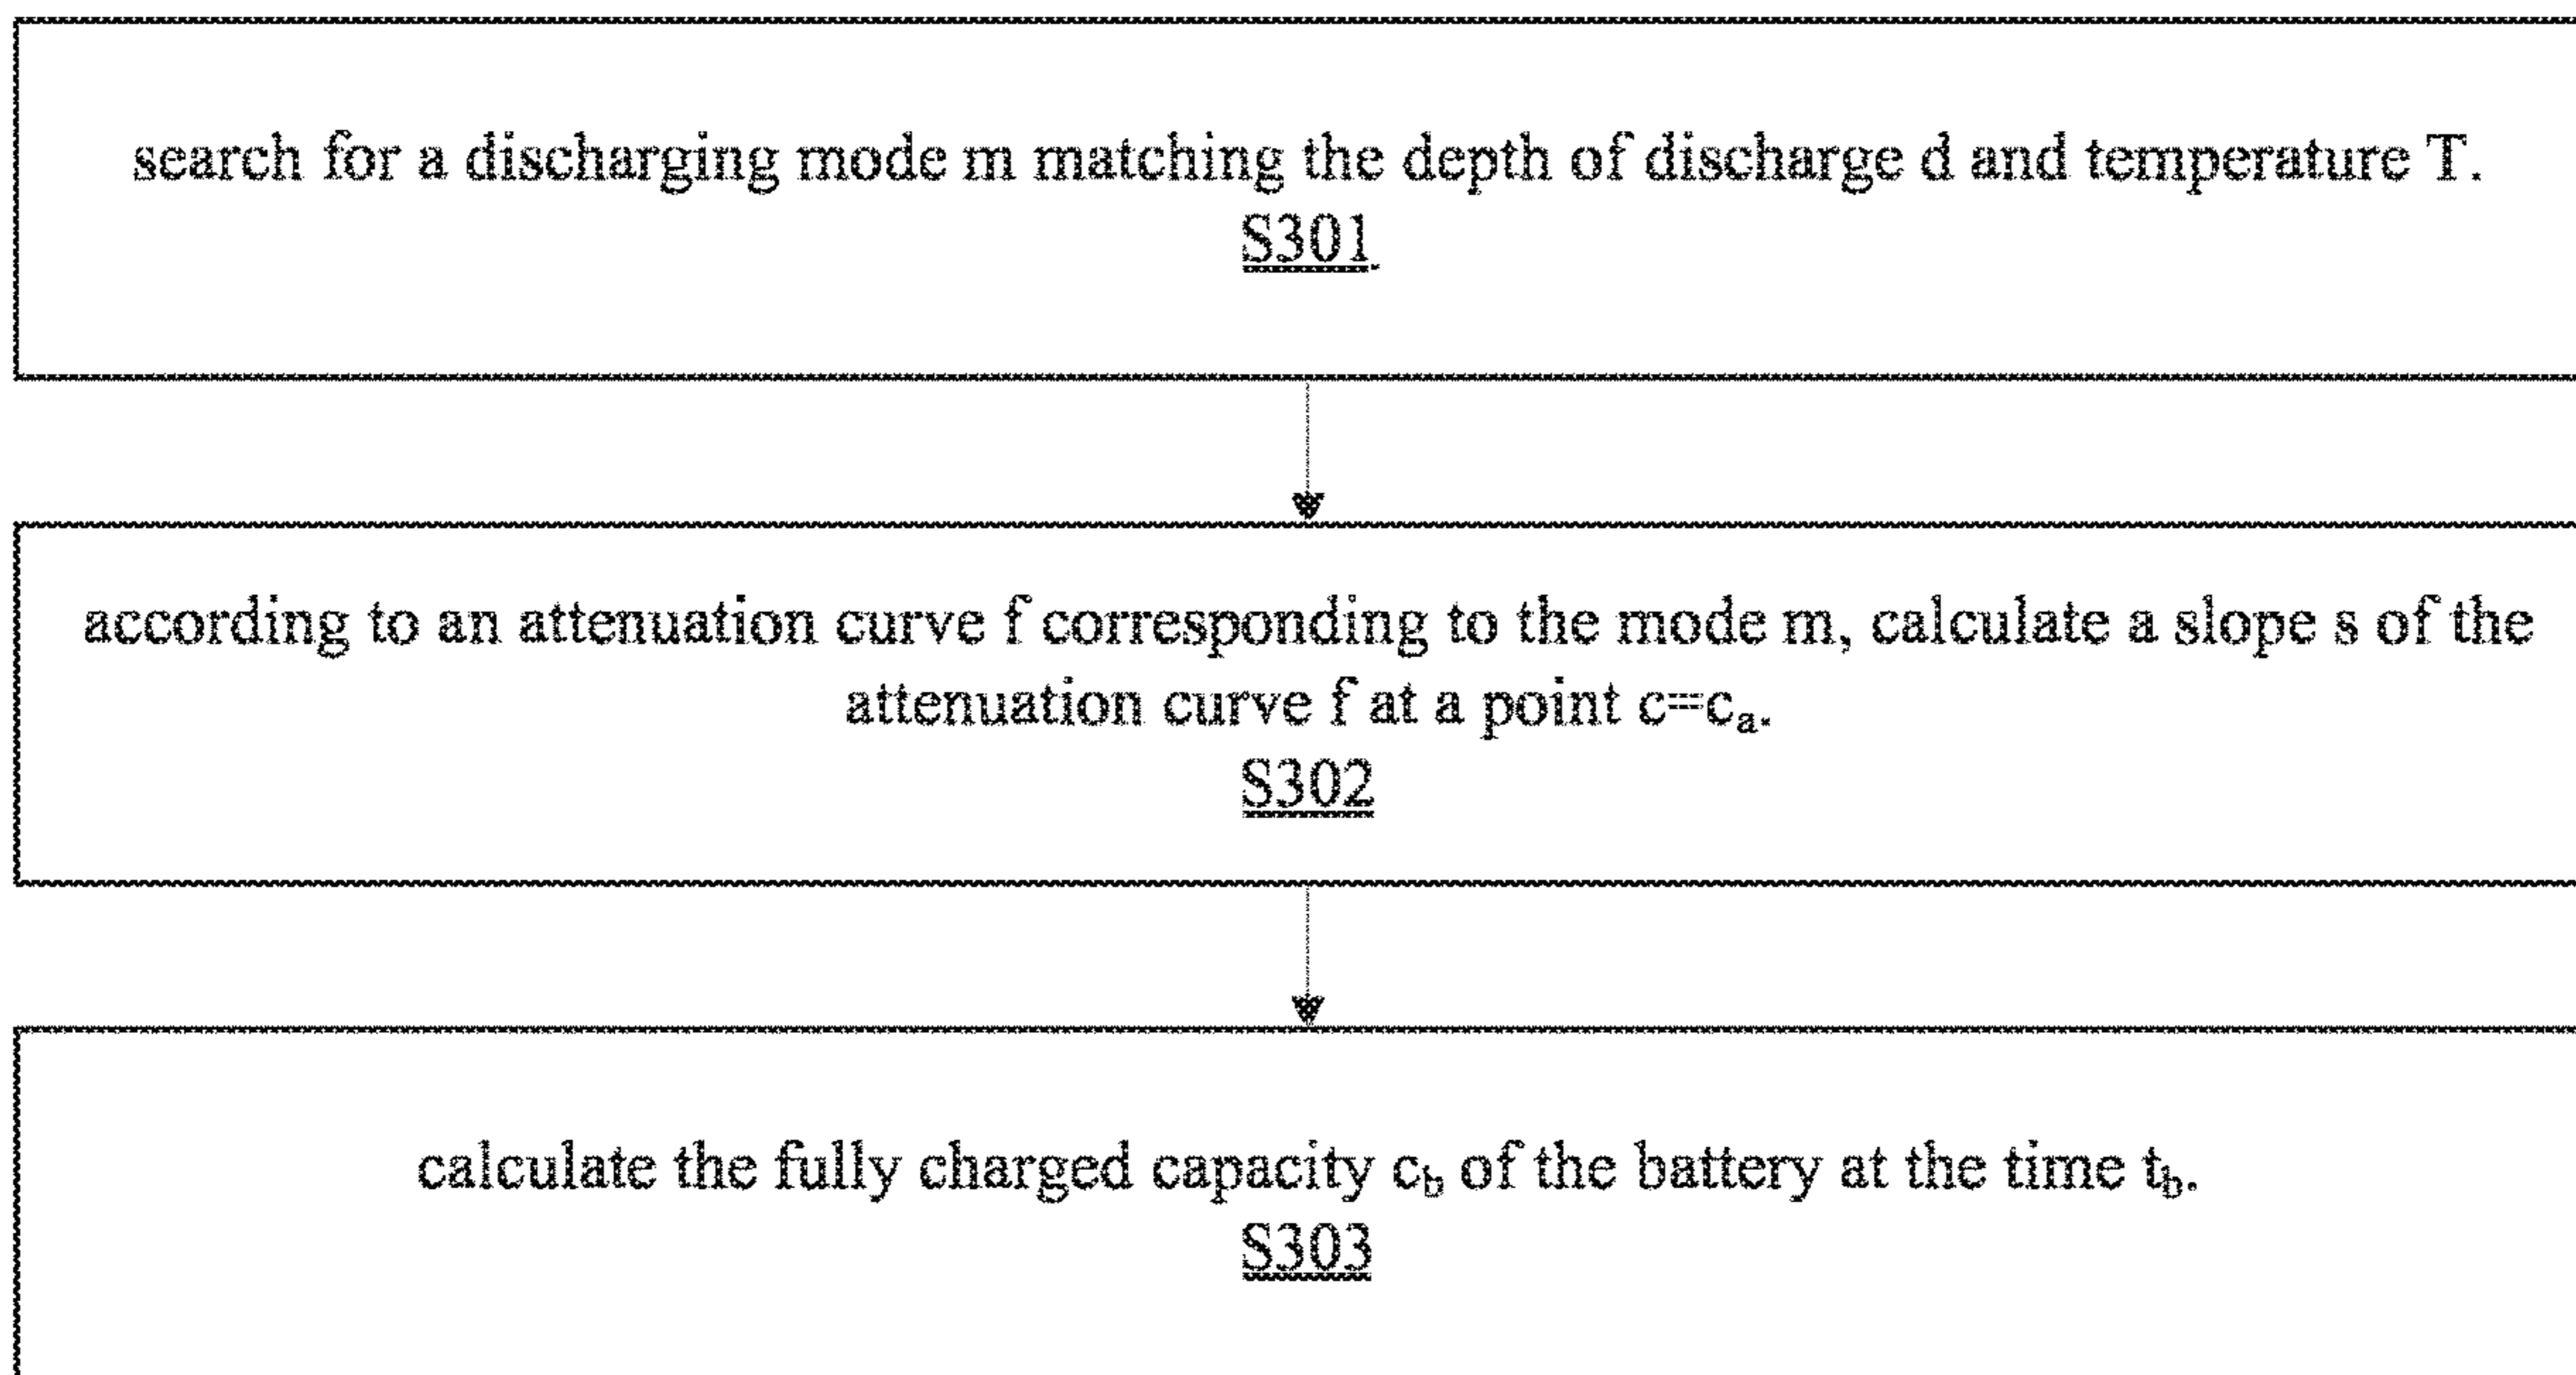 search for a discharging mode m matching the depth of discharge d and temperature T.
S301
according to an attenuation curve f corresponding to the mode m, calculate a slope s of the
attenuation curve f at a point c=cₐ.
S302
calculate the fully charged capacity c_b of the battery at the time t_b.
S303